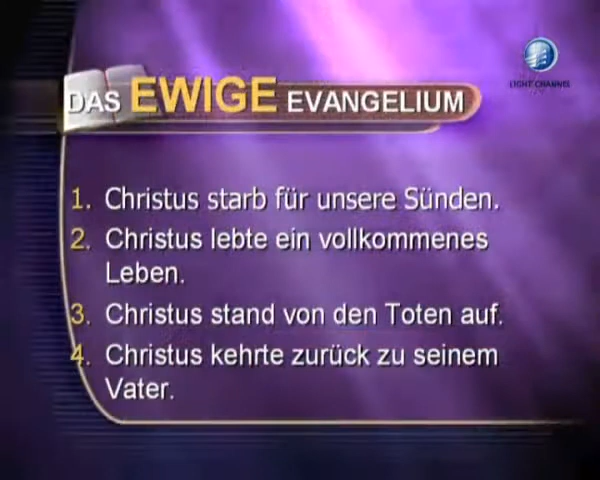 LIGHT CHANNEL
DAS EWIGE EVANGELIUM
1. Christus starb für unsere Sünden.
2. Christus lebte ein vollkommenes
Leben.
3. Christus stand von den Toten auf.
4. Christus kehrte zurück zu seinem
Vater.